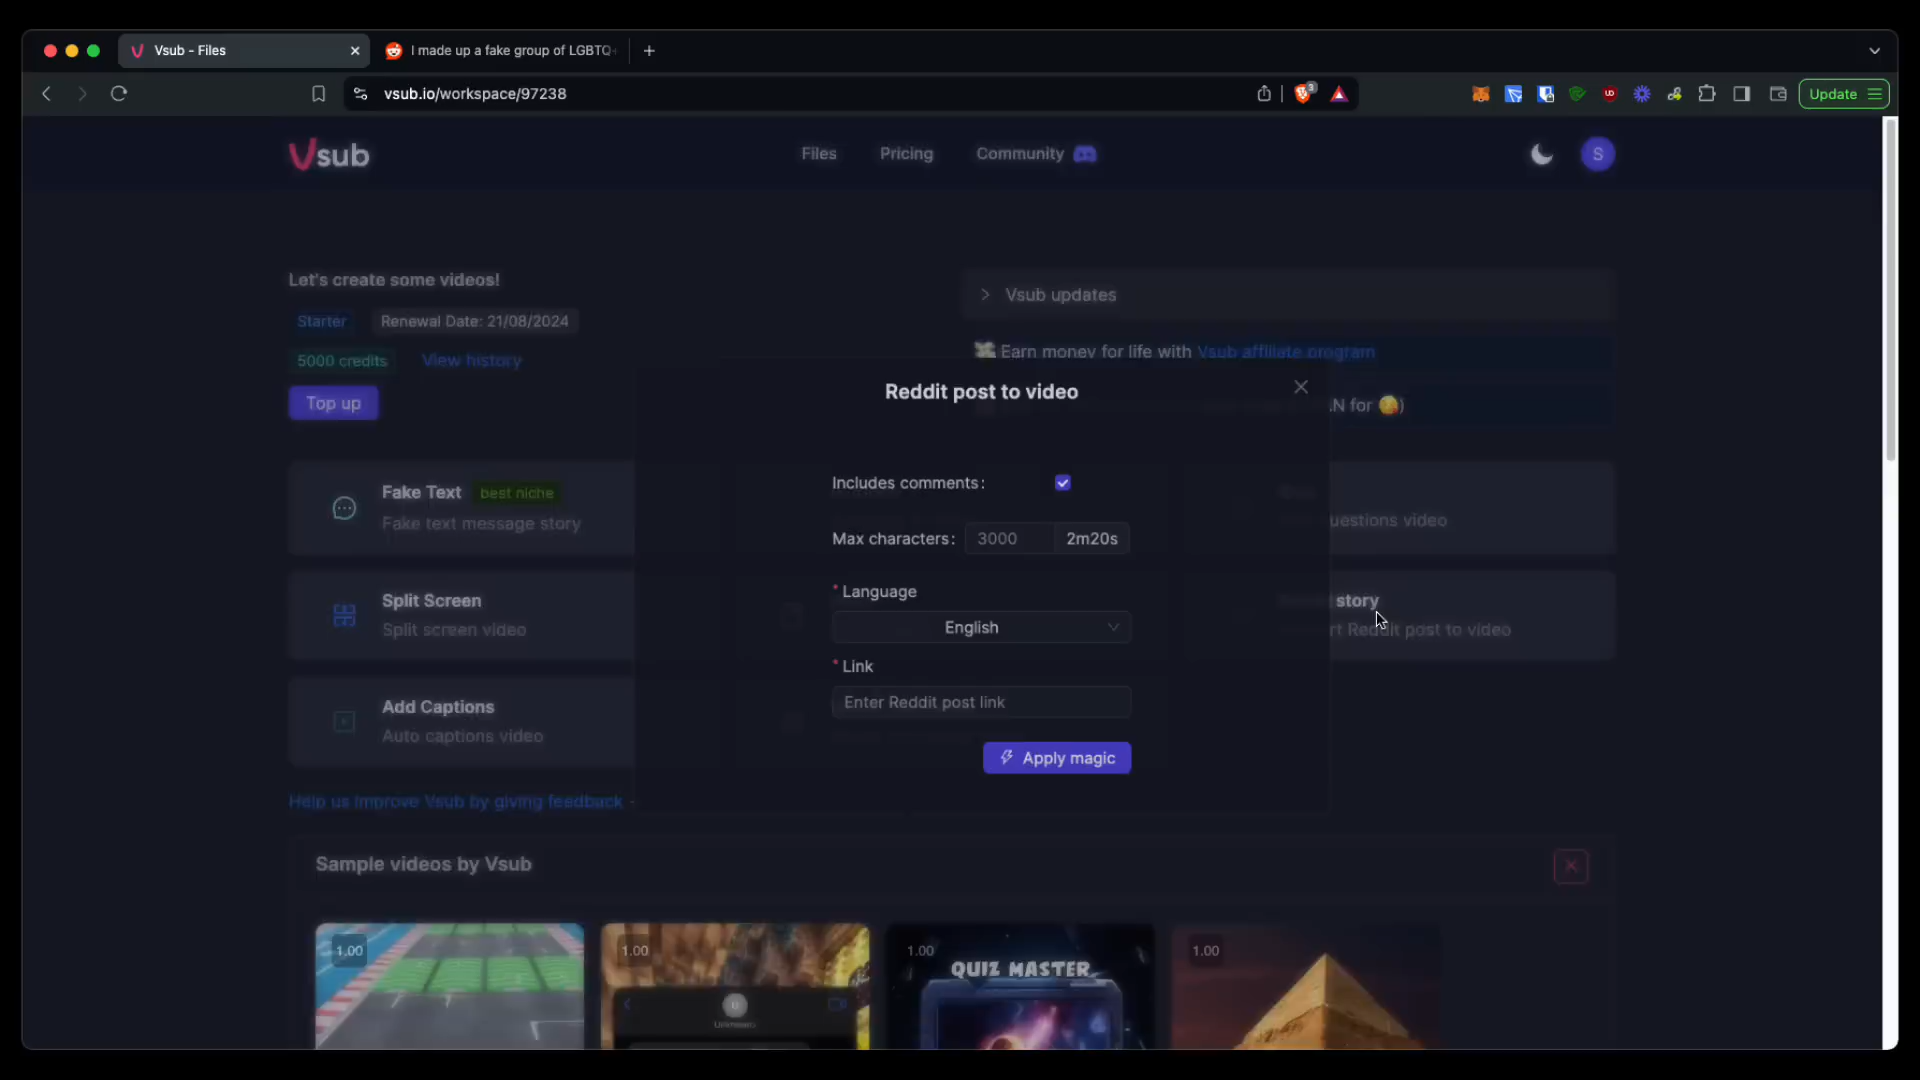 Vsub - Files
I made up a fake group of LGBTQ
vsub.io/workspace/97238
3
Update
Vsub
Files
Pricing
Community
S
Let's create some videos!
Vsub updates
Starter
Renewal Date: 21/08/2024
Earn money for life with Vsub affiliate program
5000 credits
View history
Top up
N for
Reddit post to video
Includes comments:
Max characters:
3000
2m20s
* Language
English
* Link
Enter Reddit post link
Apply magic
Fake Text
best niche
Fake text message story
uestions video
Split Screen
Split screen video
story
rt Reddit post to video
Add Captions
Auto captions video
Help us improve Vsub by giving feedback
Sample videos by Vsub
1.00
1.00
1.00
1.00
QUIZ MASTER
Unknown